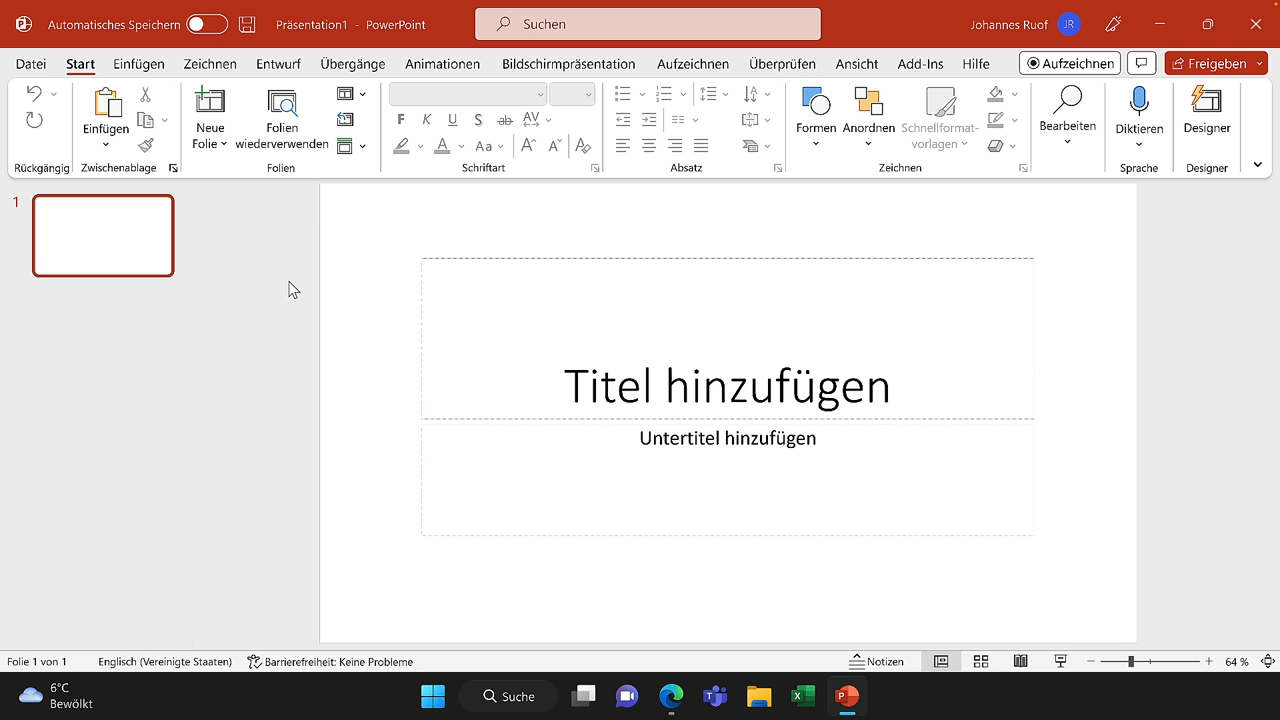 Automatisches Speichern
Präsentation1 - PowerPoint
Suchen
Johannes Ruof
JR
Datei Start Einfügen Zeichnen Entwurf Übergänge Animationen Bildschirmpräsentation Aufzeichnen Überprüfen Ansicht Add-Ins Hilfe
Aufzeichnen
Freigeben
Einfügen
Neue
Folie
Folien
wiederverwenden
F K U S ab AV
A Aa A A A
Formen
Anordnen
Schnellformat-
vorlagen
Bearbeiten
Diktieren
Designer
Rückgängig Zwischenablage Folien Schriftart Absatz Zeichnen Sprache Designer
1
Titel hinzufügen
Untertitel hinzufügen
Folie 1 von 1
Englisch (Vereinigte Staaten)
Barrierefreiheit: Keine Probleme
Notizen
64 %
6°C
Bewölkt
Suche